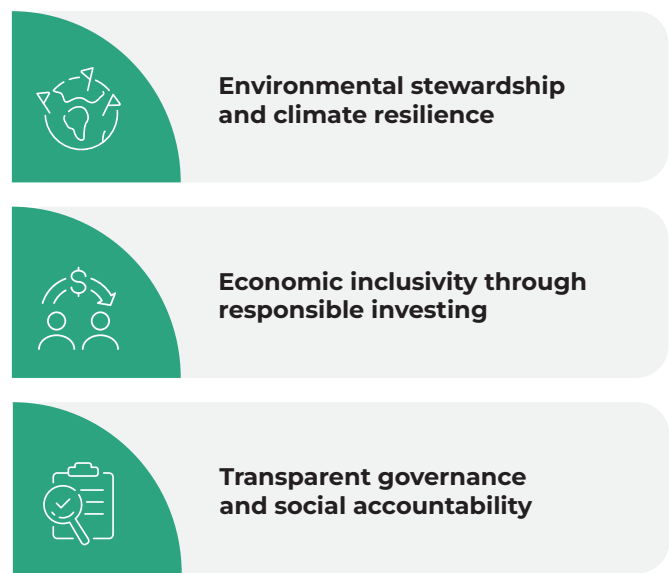 Environmental stewardship
and climate resilience
$
Economic inclusivity through
responsible investing
Transparent governance
and social accountability